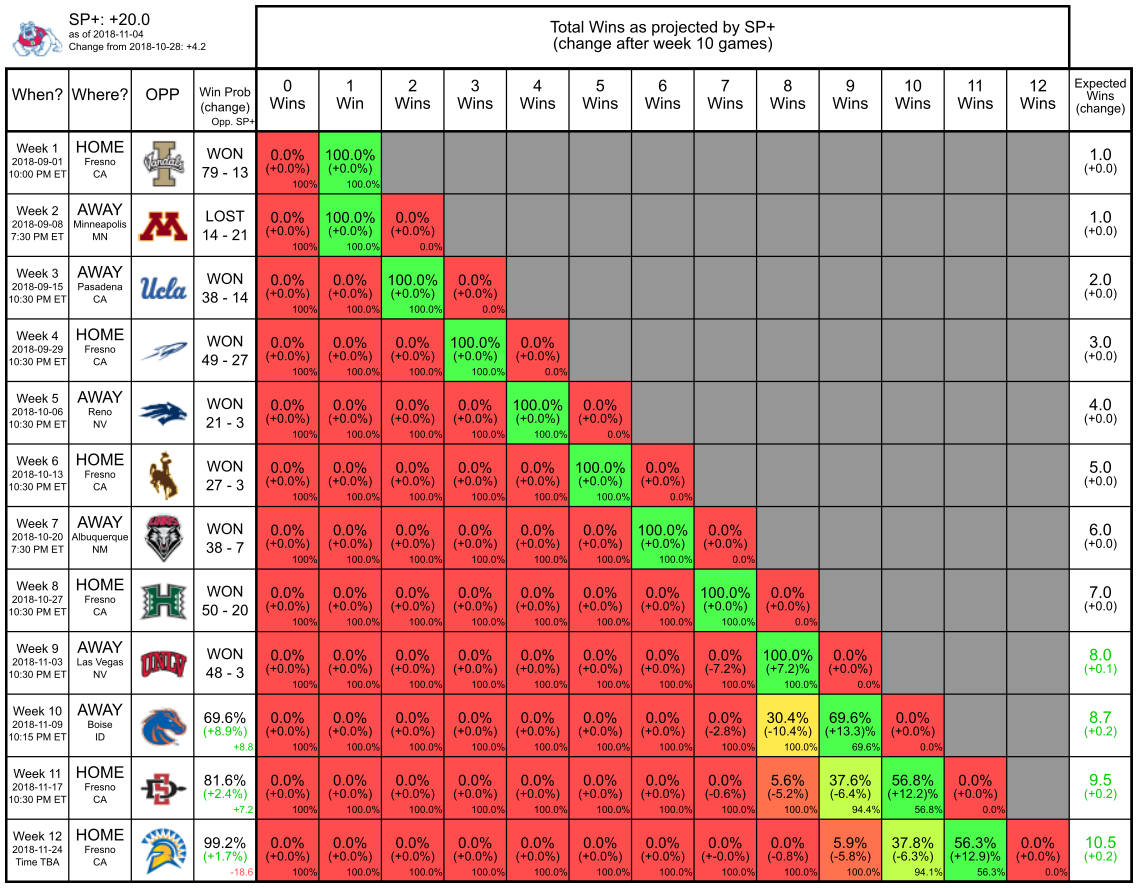 SP+: +20.0
as of 2018-11-04
Change from 2018-10-28: +4.2
Total Wins as projected by SP+
(change after week 10 games)
When? Where? OPP Win Prob (change) Opp. SP+ 0 Wins 1 Win 2 Wins 3 Wins 4 Wins 5 Wins 6 Wins 7 Wins 8 Wins 9 Wins 10 Wins 11 Wins 12 Wins Expected Wins (change)
Week 1 HOME I Vandals WON 0.0% 100.0% 1.0
2018-09-01 Fresno (+0.0%) (+0.0%) (+0.0)
10:00 PM ET CA 79 - 13 100% 100.0%
Week 2 AWAY M LOST 0.0% 100.0% 0.0% 1.0
2018-09-08 Minneapolis (+0.0%) (+0.0%) (+0.0%) (+0.0)
7:30 PM ET MN 14 - 21 100% 100.0% 0.0%
Week 3 AWAY Ucla WON 0.0% 0.0% 100.0% 0.0% 2.0
2018-09-15 Pasadena (+0.0%) (+0.0%) (+0.0%) (+0.0%) (+0.0)
10:30 PM ET CA 38 - 14 100% 100.0% 100.0% 0.0%
Week 4 HOME WON 0.0% 0.0% 0.0% 100.0% 0.0% 3.0
2018-09-29 Fresno (+0.0%) (+0.0%) (+0.0%) (+0.0%) (+0.0%) (+0.0)
10:30 PM ET CA 49 - 27 100% 100.0% 100.0% 100.0% 0.0%
Week 5 AWAY WON 0.0% 0.0% 0.0% 0.0% 100.0% 0.0% 4.0
2018-10-06 Reno (+0.0%) (+0.0%) (+0.0%) (+0.0%) (+0.0%) (+0.0%) (+0.0)
10:30 PM ET NV 21 - 3 100% 100.0% 100.0% 100.0% 100.0% 0.0%
Week 6 HOME WON 0.0% 0.0% 0.0% 0.0% 0.0% 100.0% 0.0% 5.0
2018-10-13 Fresno (+0.0%) (+0.0%) (+0.0%) (+0.0%) (+0.0%) (+0.0%) (+0.0%) (+0.0)
10:30 PM ET CA 27 - 3 100% 100.0% 100.0% 100.0% 100.0% 100.0% 0.0%
Week 7 AWAY WON 0.0% 0.0% 0.0% 0.0% 0.0% 0.0% 100.0% 0.0% 6.0
2018-10-20 Albuquerque (+0.0%) (+0.0%) (+0.0%) (+0.0%) (+0.0%) (+0.0%) (+0.0%) (+0.0%) (+0.0)
7:30 PM ET NM 38 - 7 100% 100.0% 100.0% 100.0% 100.0% 100.0% 100.0% 0.0%
Week 8 HOME H WON 0.0% 0.0% 0.0% 0.0% 0.0% 0.0% 0.0% 100.0% 0.0% 7.0
2018-10-27 Fresno (+0.0%) (+0.0%) (+0.0%) (+0.0%) (+0.0%) (+0.0%) (+0.0%) (+0.0%) (+0.0%) (+0.0)
10:30 PM ET CA 50 - 20 100% 100.0% 100.0% 100.0% 100.0% 100.0% 100.0% 100.0% 0.0%
Week 9 AWAY UNLV WON 0.0% 0.0% 0.0% 0.0% 0.0% 0.0% 0.0% 0.0% 100.0% 0.0% 8.0
2018-11-03 Las Vegas (+0.0%) (+0.0%) (+0.0%) (+0.0%) (+0.0%) (+0.0%) (+0.0%) (-7.2%) (+7.2)% (+0.0%) (+0.1)
10:30 PM ET NV 48 - 3 100% 100.0% 100.0% 100.0% 100.0% 100.0% 100.0% 100.0% 100.0% 0.0%
Week 10 AWAY 69.6% 0.0% 0.0% 0.0% 0.0% 0.0% 0.0% 0.0% 0.0% 30.4% 69.6% 0.0% 8.7
2018-11-09 Boise (+8.9%) (+0.0%) (+0.0%) (+0.0%) (+0.0%) (+0.0%) (+0.0%) (+0.0%) (-2.8%) (-10.4%) (+13.3)% (+0.0%) (+0.2)
10:15 PM ET ID +8.8 100% 100.0% 100.0% 100.0% 100.0% 100.0% 100.0% 100.0% 100.0% 69.6% 0.0%
Week 11 HOME SD 81.6% 0.0% 0.0% 0.0% 0.0% 0.0% 0.0% 0.0% 0.0% 5.6% 37.6% 56.8% 0.0% 9.5
2018-11-17 Fresno (+2.4%) (+0.0%) (+0.0%) (+0.0%) (+0.0%) (+0.0%) (+0.0%) (+0.0%) (-0.6%) (-5.2%) (-6.4%) (+12.2)% (+0.0%) (+0.2)
10:30 PM ET CA +7.2 100% 100.0% 100.0% 100.0% 100.0% 100.0% 100.0% 100.0% 100.0% 94.4% 56.8% 0.0%
Week 12 HOME 99.2% 0.0% 0.0% 0.0% 0.0% 0.0% 0.0% 0.0% 0.0% 0.0% 5.9% 37.8% 56.3% 0.0% 10.5
2018-11-24 Fresno (+1.7%) (+0.0%) (+0.0%) (+0.0%) (+0.0%) (+0.0%) (+0.0%) (+0.0%) (+-0.0%) (-0.8%) (-5.8%) (-6.3%) (+12.9)% (+0.0%) (+0.2)
Time TBA CA -18.6 100% 100.0% 100.0% 100.0% 100.0% 100.0% 100.0% 100.0% 100.0% 100.0% 94.1% 56.3% 0.0%